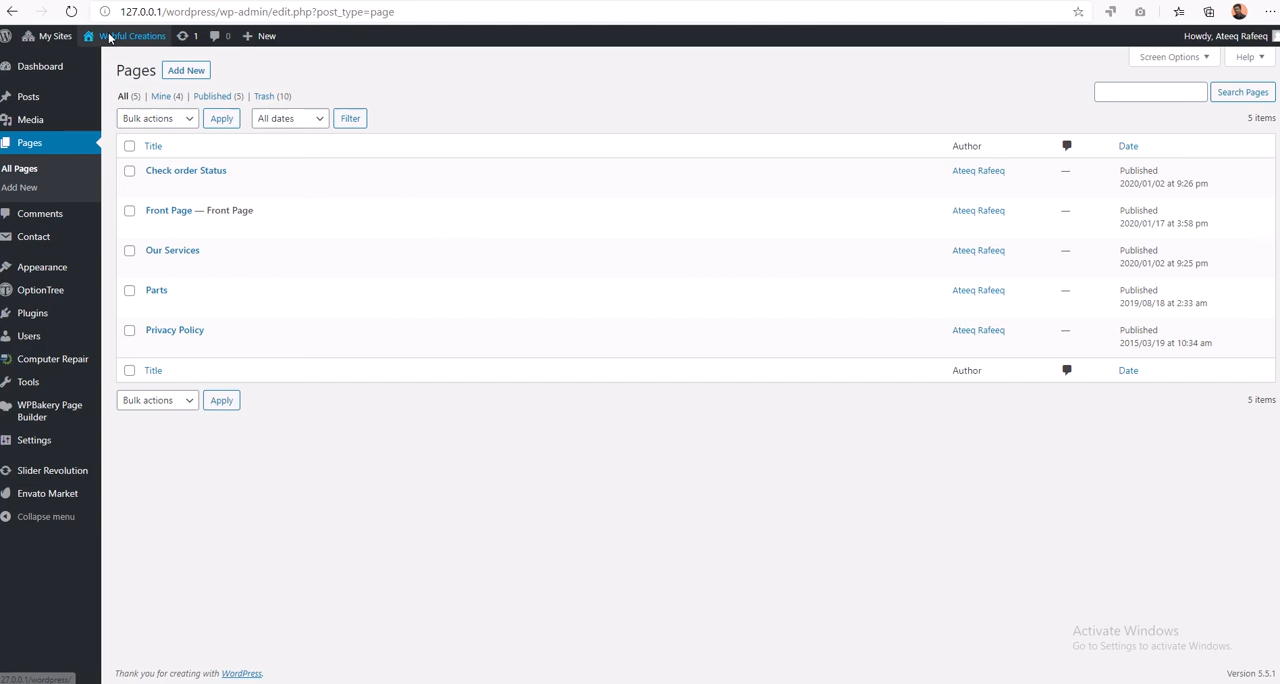 127.0.0.1/wordpress/wp-admin/edit.php?post_type=page
My Sites Webful Creations 1 0 New Howdy, Ateeq Rafeeq
Screen Options Help
Dashboard
Posts
Media
Pages
All Pages
Add New
Comments
Contact
Appearance
OptionTree
Plugins
Users
Computer Repair
Tools
WPBakery Page
Builder
Settings
Slider Revolution
Envato Market
Collapse menu
Pages Add New
All (5) | Mine (4) | Published (5) | Trash (10)
Search Pages
Bulk actions Apply All dates Filter 5 items
Title Author Date
Check order Status Ateeq Rafeeq — Published
2020/01/02 at 9:26 pm
Front Page — Front Page Ateeq Rafeeq — Published
2020/01/17 at 3:58 pm
Our Services Ateeq Rafeeq — Published
2020/01/02 at 9:25 pm
Parts Ateeq Rafeeq — Published
2019/08/18 at 2:33 am
Privacy Policy Ateeq Rafeeq — Published
2015/03/19 at 10:34 am
Title Author Date
Bulk actions Apply 5 items
Activate Windows
Go to Settings to activate Windows.
Thank you for creating with WordPress. Version 5.5.1
27.0.0.1/wordpress/